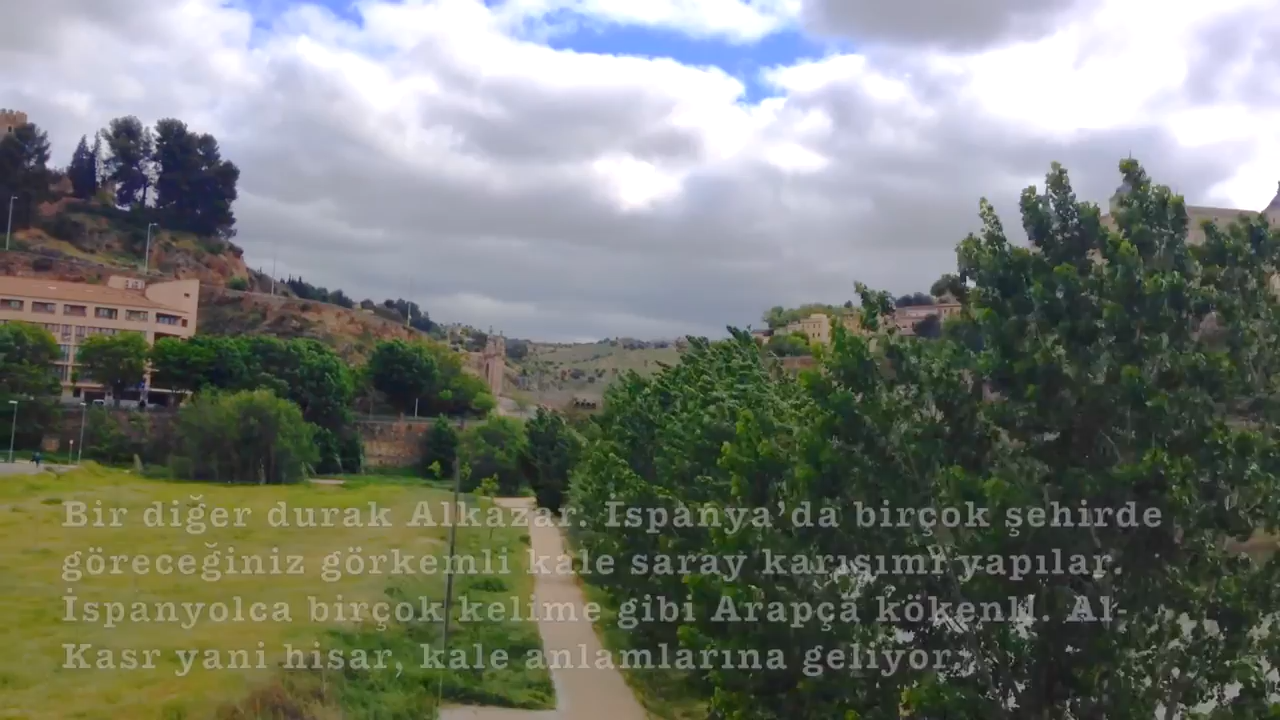 Bir diğer durak Alkazar. İspanya'da birçok şehirde
göreceğiniz görkemli kale saray karışımı yapılar.
İspanyolca birçok kelime gibi Arapça kökenli. Al-
Kasr yani hisar, kale anlamlarına geliyor.